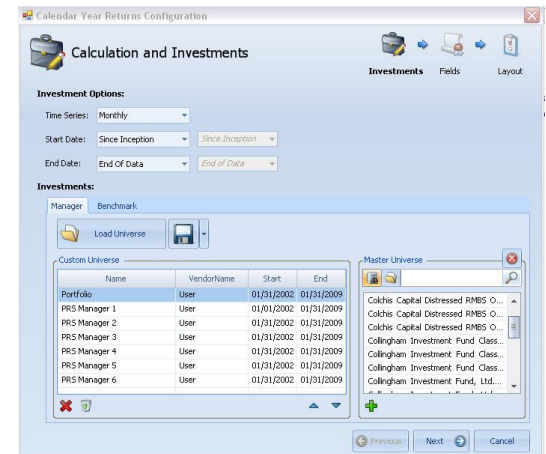 Calendar Year Returns Configuration
Calculation and Investments
Investments Fields Layout
Investment Options:
Time Series: Monthly
Start Date: Since Inception Since Inception
End Date: End Of Data End of Data
Investments:
Manager Benchmark
Load Universe
Custom Universe
Name VendorName Start End
Portfolio User 01/31/2002 01/31/2009
PRS Manager 1 User 01/01/2002 01/31/2009
PRS Manager 2 User 01/31/2002 01/31/2009
PRS Manager 3 User 01/31/2002 01/31/2009
PRS Manager 4 User 01/31/2002 01/31/2009
PRS Manager 5 User 01/31/2002 01/31/2009
PRS Manager 6 User 01/31/2002 01/31/2009
Master Universe
Colchis Capital Distressed RMBS O...
Colchis Capital Distressed RMBS O...
Colchis Capital Distressed RMBS O...
Collingham Investment Fund Class...
Collingham Investment Fund Class...
Collingham Investment Fund Class...
Collingham Investment Fund, Ltd....
Previous Next Cancel